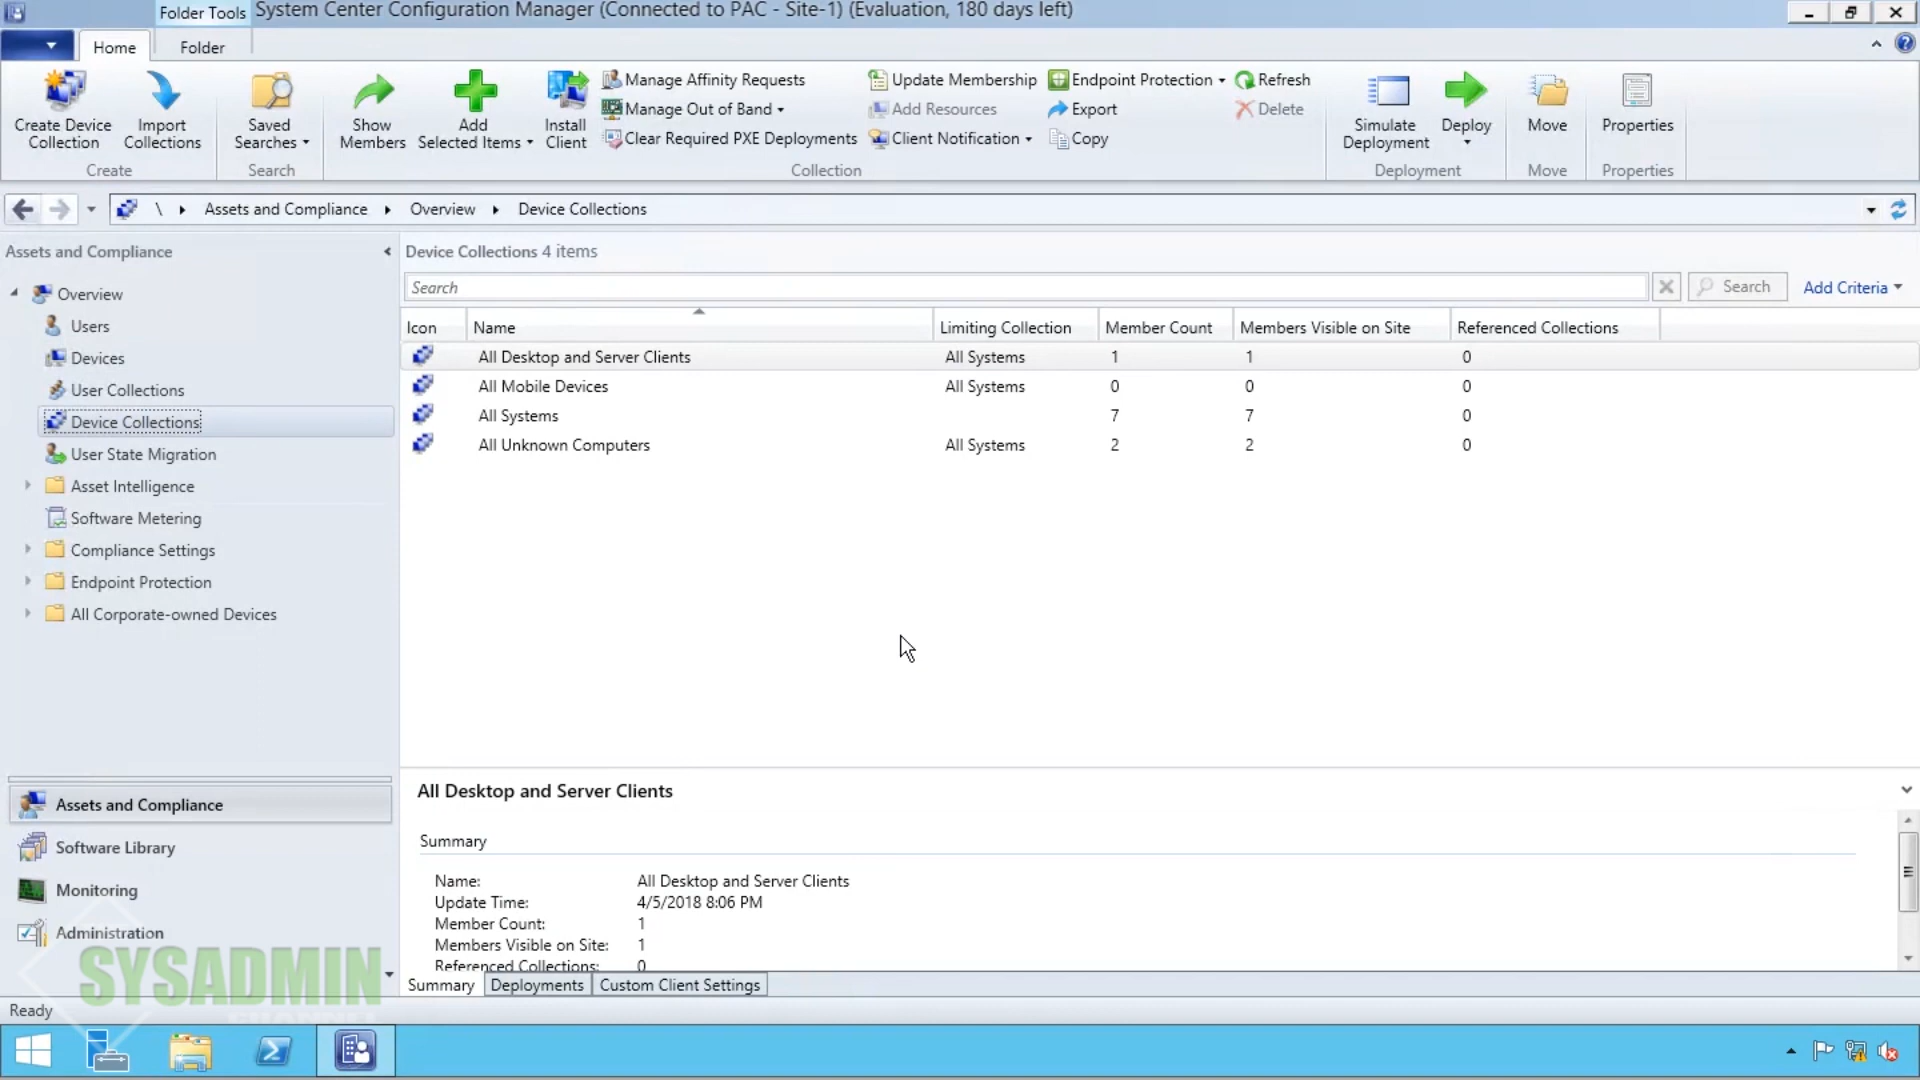 Folder Tools
System Center Configuration Manager (Connected to PAC - Site-1) (Evaluation, 180 days left)
Home
Folder
Create Device
Collection
Import
Collections
Create
Saved
Searches
Search
Show
Members
Add
Selected Items
Install
Client
Manage Affinity Requests
Manage Out of Band
Clear Required PXE Deployments
Update Membership
Add Resources
Client Notification
Endpoint Protection
Export
Copy
Refresh
Delete
Collection
Simulate
Deployment
Deploy
Deployment
Move
Move
Properties
Properties
\
Assets and Compliance
Overview
Device Collections
Assets and Compliance
Overview
Users
Devices
User Collections
Device Collections
User State Migration
Asset Intelligence
Software Metering
Compliance Settings
Endpoint Protection
All Corporate-owned Devices
Assets and Compliance
Software Library
Monitoring
Administration
Device Collections 4 items
Search
Search
Add Criteria
Icon Name Limiting Collection Member Count Members Visible on Site Referenced Collections
All Desktop and Server Clients All Systems 1 1 0
All Mobile Devices All Systems 0 0 0
All Systems 7 7 0
All Unknown Computers All Systems 2 2 0
All Desktop and Server Clients
Summary
Name: All Desktop and Server Clients
Update Time: 4/5/2018 8:06 PM
Member Count: 1
Members Visible on Site: 1
Referenced Collections: 0
Summary
Deployments
Custom Client Settings
SYSADMIN
CHANNEL
Ready